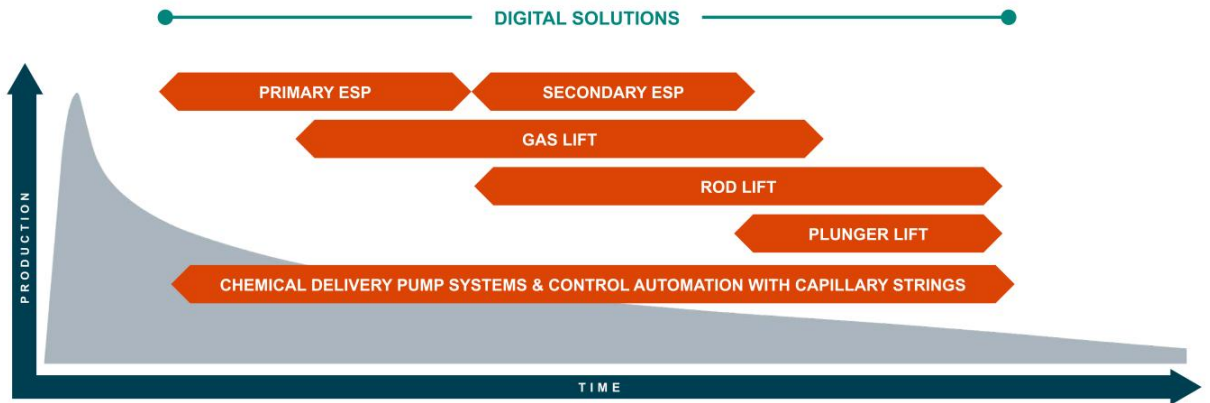 DIGITAL SOLUTIONS
PRIMARY ESP
SECONDARY ESP
GAS LIFT
ROD LIFT
PLUNGER LIFT
CHEMICAL DELIVERY PUMP SYSTEMS & CONTROL AUTOMATION WITH CAPILLARY STRINGS
PRODUCTION
TIME